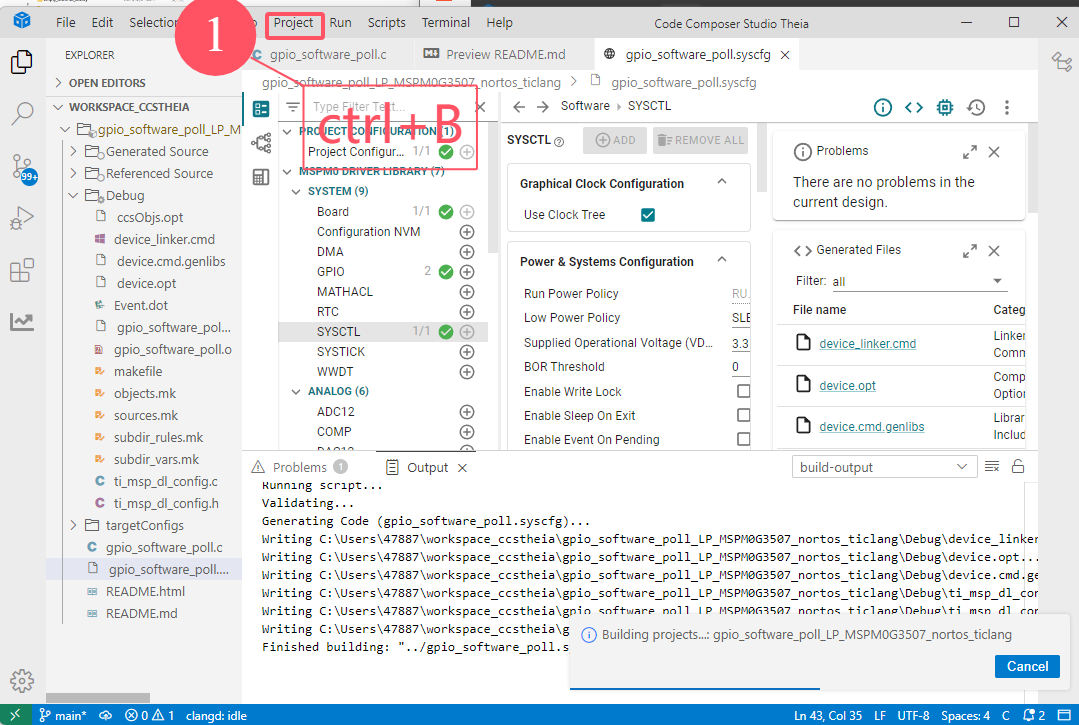 File Edit Selection Project Run Scripts Terminal Help
Code Composer Studio Theia
1
EXPLORER
gpio_software_poll.c
Preview README.md
gpio_software_poll.syscfg
OPEN EDITORS
gpio_software_poll_LP_MSPM0G3507_nortos_ticlang > gpio_software_poll.syscfg
WORKSPACE_CCSTHEIA
gpio_software_poll_LP_M
Generated Source
Referenced Source
Debug
ccsObjs.opt
device_linker.cmd
device.cmd.genlibs
device.opt
Event.dot
gpio_software_pol...
gpio_software_poll.o
makefile
objects.mk
sources.mk
subdir_rules.mk
subdir_vars.mk
ti_msp_dl_config.c
ti_msp_dl_config.h
targetConfigs
gpio_software_poll.c
gpio_software_poll....
README.html
README.md
99+
Type Filter Text...
ctrl+B
PROJECT CONFIGURATION (1)
Project Configur... 1/1
MSPM0 DRIVER LIBRARY (7)
SYSTEM (9)
Board 1/1
Configuration NVM
DMA
GPIO 2
MATHACL
RTC
SYSCTL 1/1
SYSTICK
WWDT
ANALOG (6)
ADC12
COMP
DAC12
Software > SYSCTL
SYSCTL
ADD
REMOVE ALL
Graphical Clock Configuration
Use Clock Tree
Power & Systems Configuration
Run Power Policy RU.
Low Power Policy SLE
Supplied Operational Voltage (VD... 3.3
BOR Threshold 0
Enable Write Lock
Enable Sleep On Exit
Enable Event On Pending
Problems
There are no problems in the
current design.
Generated Files
Filter: all
File name Categ
device_linker.cmd Linker
Comm
device.opt Comp
Option
device.cmd.genlibs Librar
Includ
Problems 1
Output
build-output
Running script...
Validating...
Generating Code (gpio_software_poll.syscfg)...
Writing C:\Users\47887\workspace_ccstheia\gpio_software_poll_LP_MSPM0G3507_nortos_ticlang\Debug\device_linker
Writing C:\Users\47887\workspace_ccstheia\gpio_software_poll_LP_MSPM0G3507_nortos_ticlang\Debug\device.opt...
Writing C:\Users\47887\workspace_ccstheia\gpio_software_poll_LP_MSPM0G3507_nortos_ticlang\Debug\device.cmd.ge
Writing C:\Users\47887\workspace_ccstheia\gpio_software_poll_LP_MSPM0G3507_nortos_ticlang\Debug\ti_msp_dl_con
Writing C:\Users\47887\workspace_ccstheia\gpio_software_poll_LP_MSPM0G3507_nortos_ticlang\Debug\ti_msp_dl_con
Writing C:\Users\47887\workspace_ccstheia\g
Finished building: "../gpio_software_poll.s
Building projects...: gpio_software_poll_LP_MSPM0G3507_nortos_ticlang
Cancel
main* 0 1 clangd: idle
Ln 43, Col 35 LF UTF-8 Spaces: 4 C 2